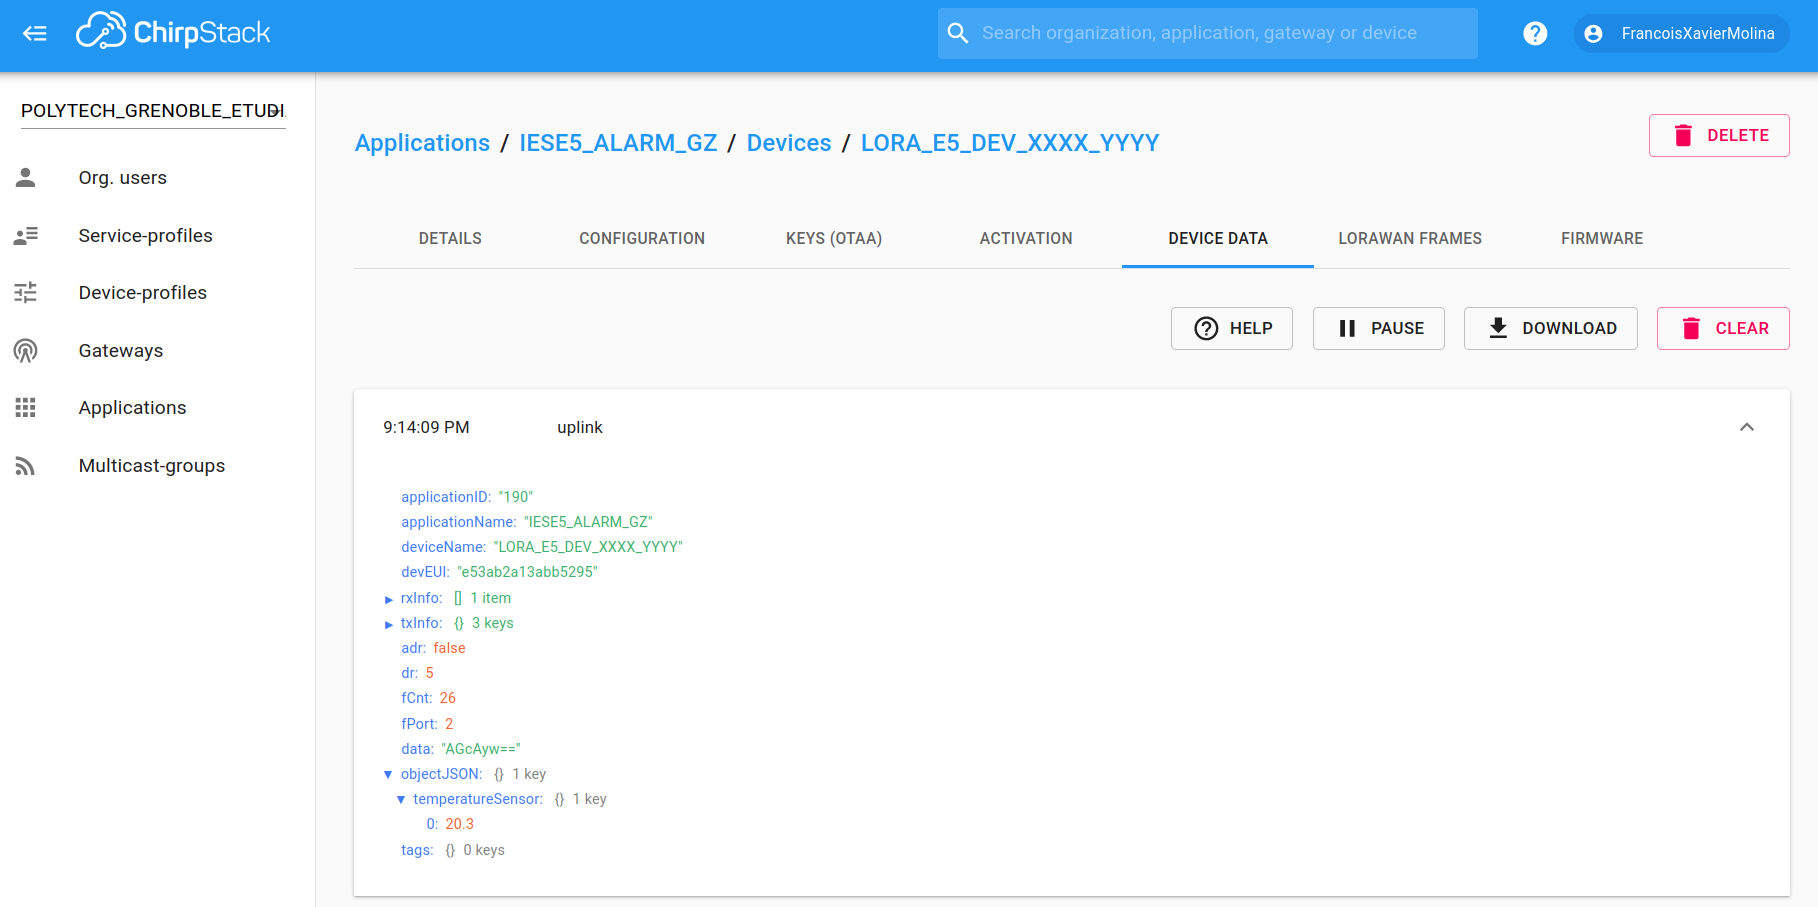 ChirpStack
Search organization, application, gateway or device
FrancoisXavierMolina
POLYTECH_GRENOBLE_ETUDI
Org. users
Service-profiles
Device-profiles
Gateways
Applications
Multicast-groups
Applications / IESE5_ALARM_GZ / Devices / LORA_E5_DEV_XXXX_YYYY
DELETE
DETAILS CONFIGURATION KEYS (OTAA) ACTIVATION DEVICE DATA LORAWAN FRAMES FIRMWARE
HELP PAUSE DOWNLOAD CLEAR
9:14:09 PM uplink
applicationID: "190"
applicationName: "IESE5_ALARM_GZ"
deviceName: "LORA_E5_DEV_XXXX_YYYY"
devEUI: "e53ab2a13abb5295"
rxInfo: [] 1 item
txInfo: {} 3 keys
adr: false
dr: 5
fCnt: 26
fPort: 2
data: "AGcAyw=="
objectJSON: {} 1 key
temperatureSensor: {} 1 key
0: 20.3
tags: {} 0 keys